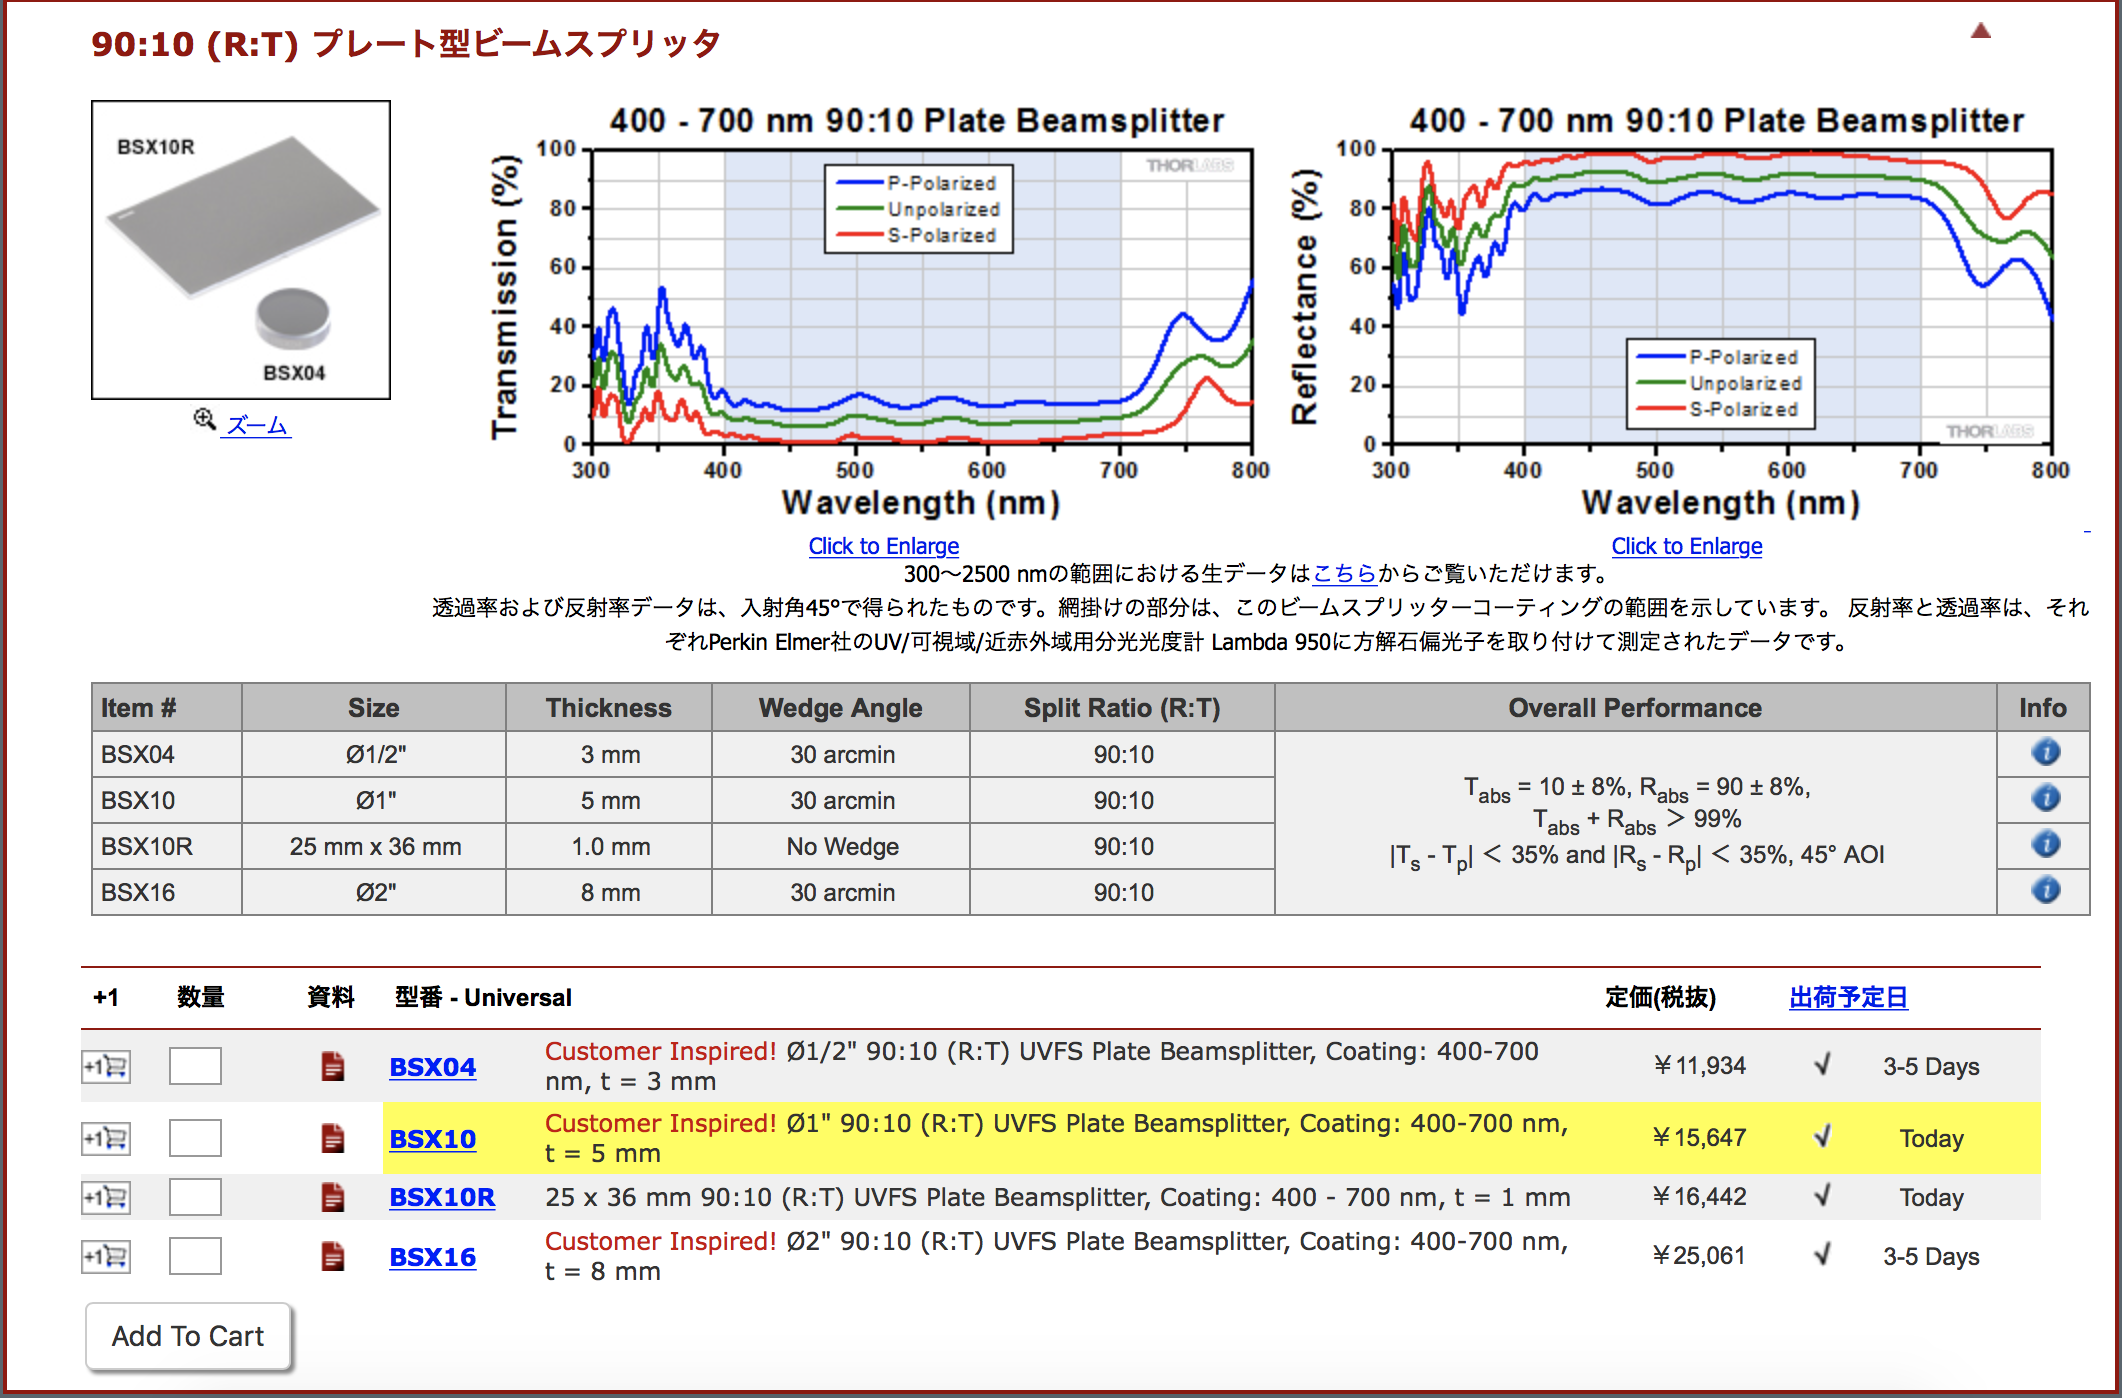 90:10 (R:T) プレート型ビームスプリッタ
BSX10R
BSX04
ズーム
400 - 700 nm 90:10 Plate Beamsplitter
Transmission (%)
100
80
60
40
20
0
P-Polarized
Unpolarized
S-Polarized
THORLABS
300 400 500 600 700 800
Wavelength (nm)
Click to Enlarge
400 - 700 nm 90:10 Plate Beamsplitter
Reflectance (%)
100
80
60
40
20
0
P-Polarized
Unpolarized
S-Polarized
THORLABS
300 400 500 600 700 800
Wavelength (nm)
Click to Enlarge
300～2500 nmの範囲における生データはこちらからご覧いただけます。
透過率および反射率データは、入射角45°で得られたものです。網掛けの部分は、このビームスプリッターコーティングの範囲を示しています。 反射率と透過率は、それ
ぞれPerkin Elmer社のUV/可視域/近赤外域用分光光度計 Lambda 950に方解石偏光子を取り付けて測定されたデータです。
Item # Size Thickness Wedge Angle Split Ratio (R:T) Overall Performance Info
BSX04 Ø1/2" 3 mm 30 arcmin 90:10
BSX10 Ø1" 5 mm 30 arcmin 90:10
BSX10R 25 mm x 36 mm 1.0 mm No Wedge 90:10
BSX16 Ø2" 8 mm 30 arcmin 90:10
Tabs = 10 ± 8%, Rabs = 90 ± 8%,
Tabs + Rabs > 99%
|Ts - Tp| < 35% and |Rs - Rp| < 35%, 45° AOI
+1 数量 資料 型番 - Universal 定価(税抜) 出荷予定日
+1 BSX04 Customer Inspired! Ø1/2" 90:10 (R:T) UVFS Plate Beamsplitter, Coating: 400-700 ￥11,934 √ 3-5 Days
nm, t = 3 mm
+1 BSX10 Customer Inspired! Ø1" 90:10 (R:T) UVFS Plate Beamsplitter, Coating: 400-700 nm, ￥15,647 √ Today
t = 5 mm
+1 BSX10R 25 x 36 mm 90:10 (R:T) UVFS Plate Beamsplitter, Coating: 400 - 700 nm, t = 1 mm ￥16,442 √ Today
+1 BSX16 Customer Inspired! Ø2" 90:10 (R:T) UVFS Plate Beamsplitter, Coating: 400-700 nm, ￥25,061 √ 3-5 Days
t = 8 mm
Add To Cart